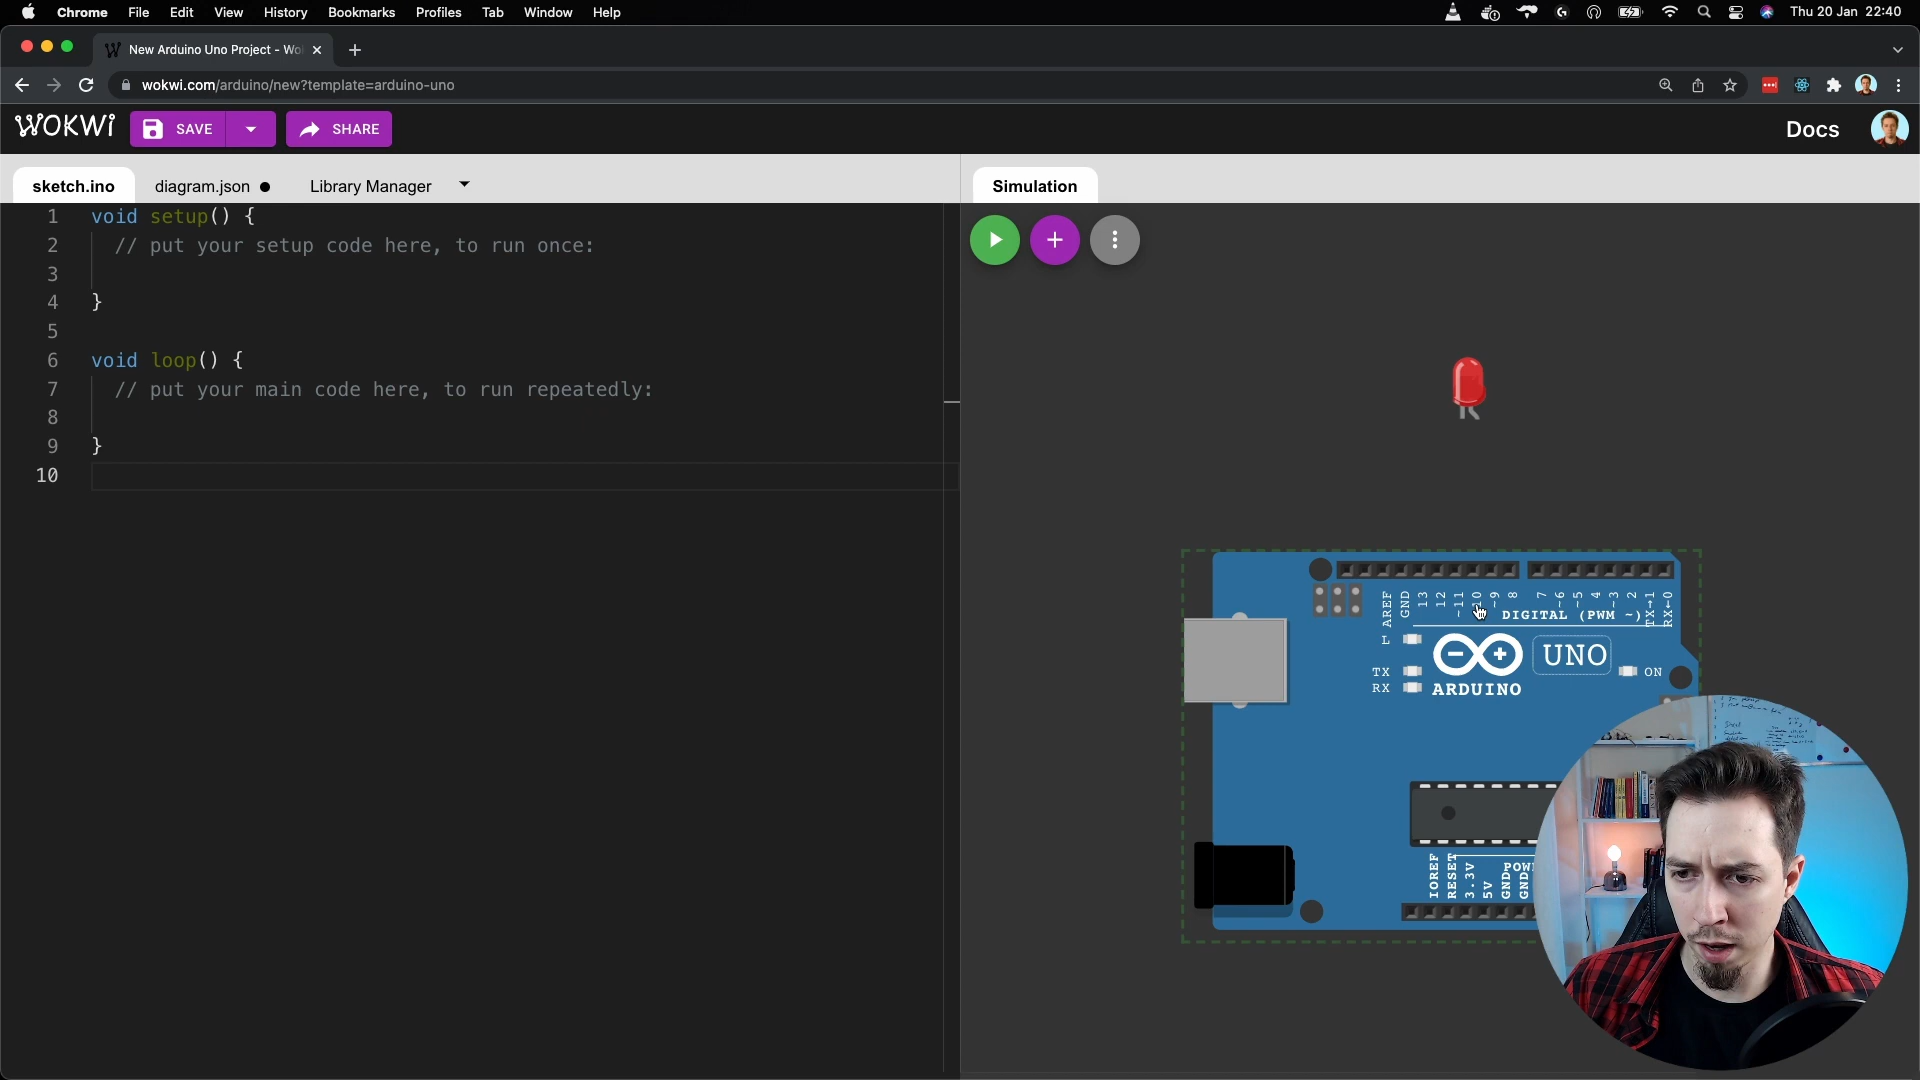 Chrome File Edit View History Bookmarks Profiles Tab Window Help Thu 20 Jan 22:40
New Arduino Uno Project - Wo
wokwi.com/arduino/new?template=arduino-uno
WOKWI SAVE SHARE Docs
sketch.ino diagram.json Library Manager Simulation
1 void setup() {
2 // put your setup code here, to run once:
3
4 }
5
6 void loop() {
7 // put your main code here, to run repeatedly:
8
9 }
10
AREF GND 13 12 ~11 10 ~9 8 7 ~6 ~5 4 ~3 2 TX→1 RX←0
DIGITAL (PWM ~)
L
UNO
TX ON
RX ARDUINO
IOREF RESET 3.3V 5V GND GND